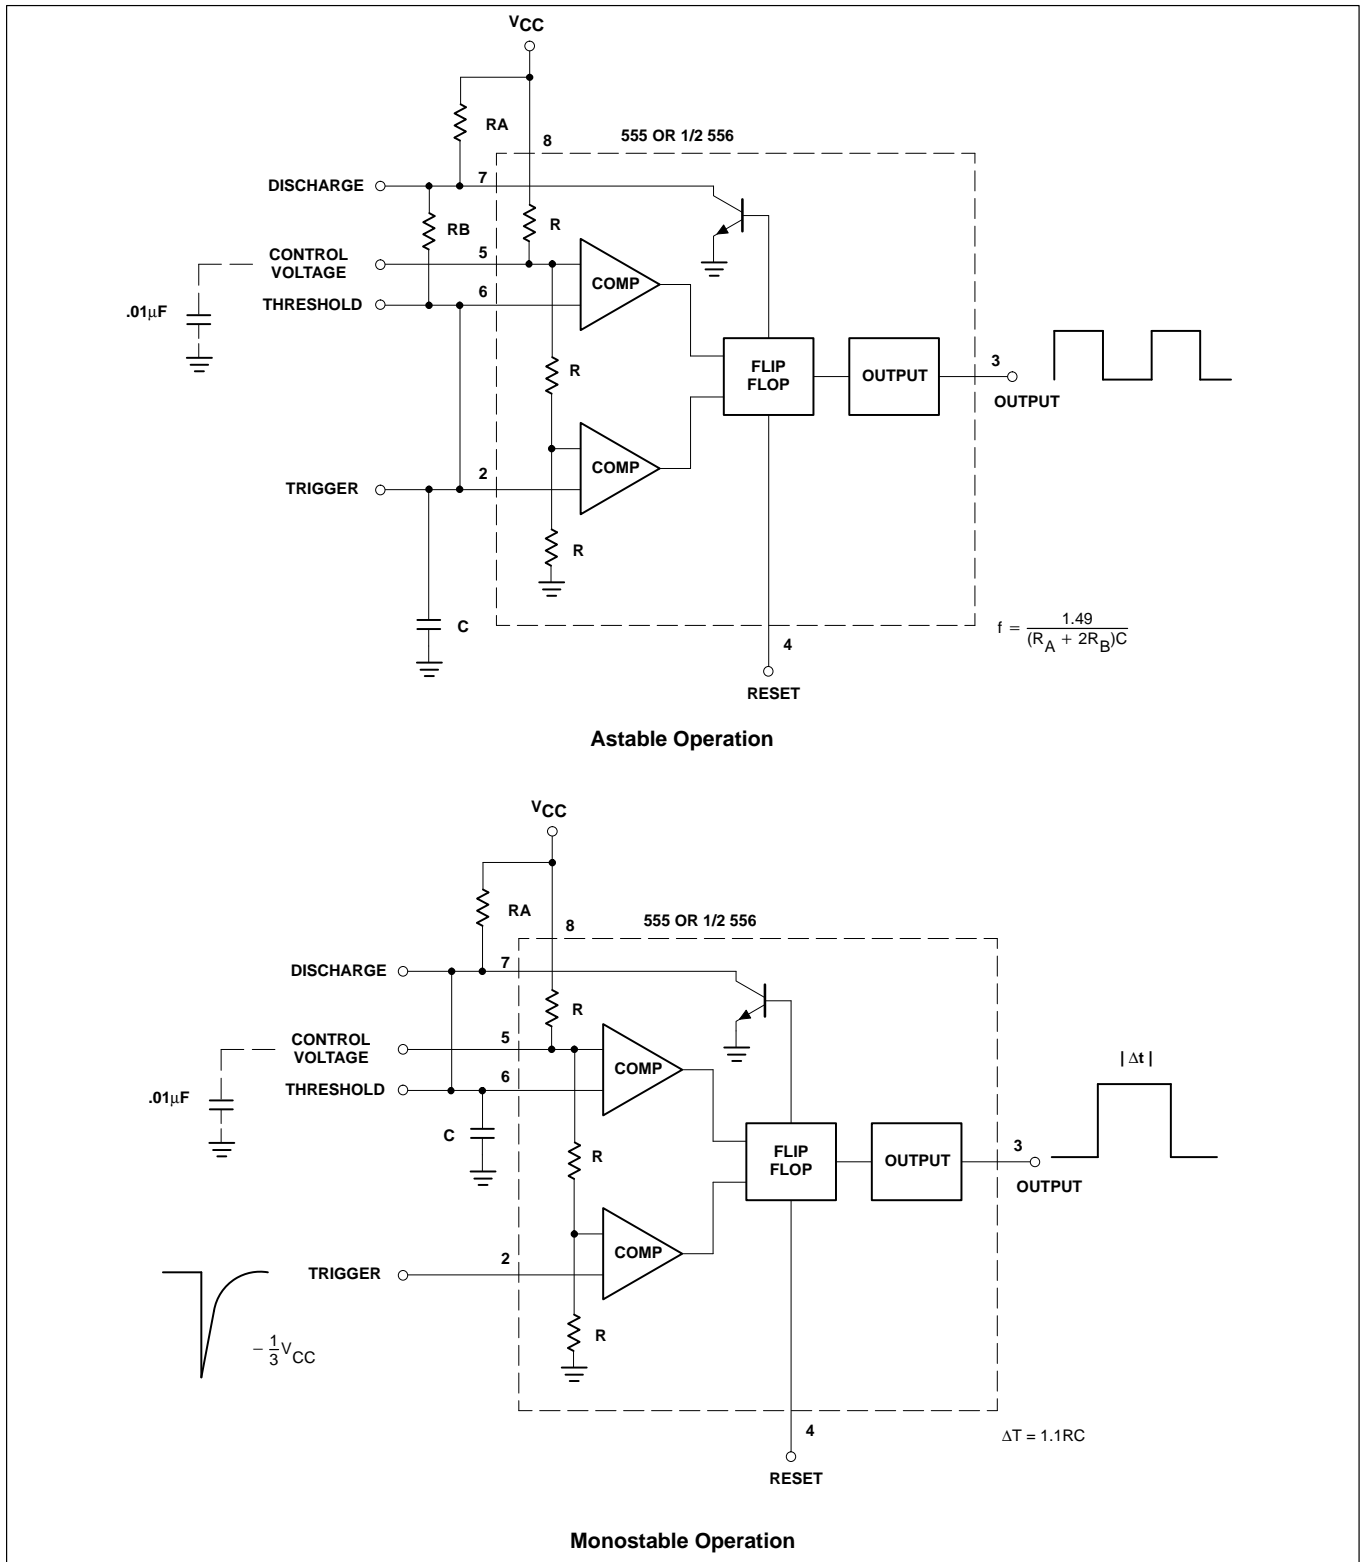 VCC
RA
555 OR 1/2 556
8
DISCHARGE
7
RB
R
CONTROL
VOLTAGE
5
COMP
THRESHOLD
6
.01μF
R
FLIP
FLOP
OUTPUT
3
OUTPUT
TRIGGER
2
COMP
R
C
f = 1.49
(RA + 2RB)C
4
RESET
Astable Operation
VCC
RA
555 OR 1/2 556
8
DISCHARGE
7
R
CONTROL
VOLTAGE
5
COMP
| Δt |
THRESHOLD
6
.01μF
C
R
FLIP
FLOP
OUTPUT
3
OUTPUT
TRIGGER
2
COMP
R
− 1/3 VCC
4
ΔT = 1.1RC
RESET
Monostable Operation